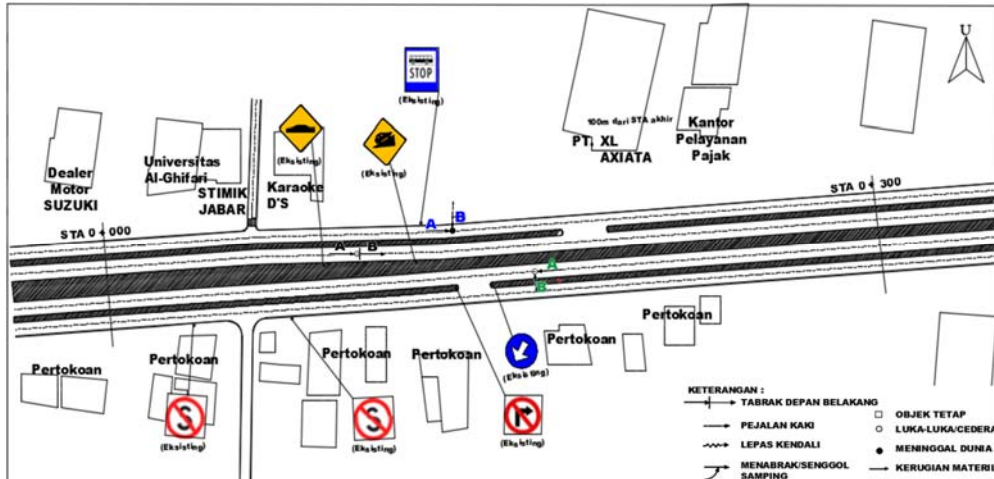 STOP
(Eksisting)
U
(Eksisting)
(Eksisting)
100m dari STA akhir
PT. XL
AXIATA
Kantor
Pelayanan
Pajak
Dealer
Motor
SUZUKI
Universitas
Al-Ghifari
STIMIK
JABAR
Karaoke
D'S
STA 0 + 000
STA 0 + 300
A
B
A
B
A
B
Pertokoan
Pertokoan
Pertokoan
Pertokoan
Pertokoan
Pertokoan
S
(Eksisting)
S
(Eksisting)
(Eksisting)
(Eksisting)
KETERANGAN :
TABRAK DEPAN BELAKANG
PEJALAN KAKI
LEPAS KENDALI
MENABRAK/SENGGOL
SAMPING
OBJEK TETAP
LUKA-LUKA/CEDERA
MENINGGAL DUNIA
KERUGIAN MATERIL